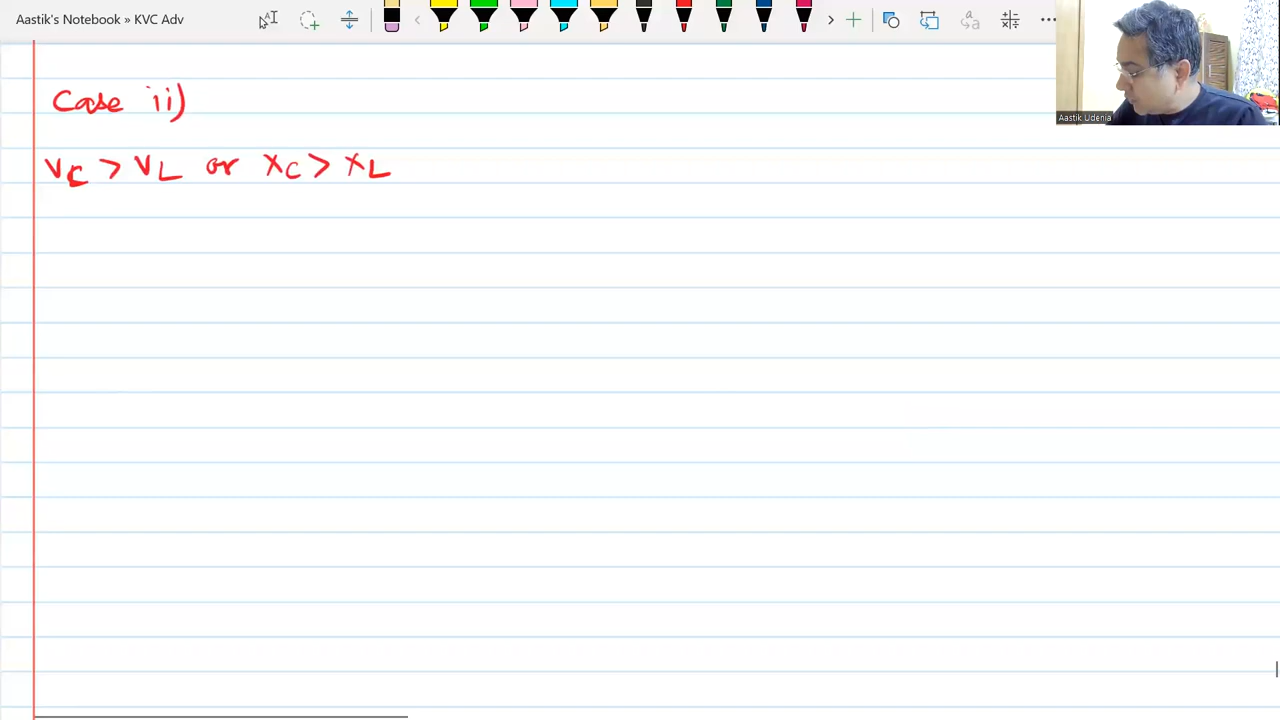 Aastik's Notebook » KVC Adv
Aastik Udenia
Case ii)
VC > VL or XC > XL